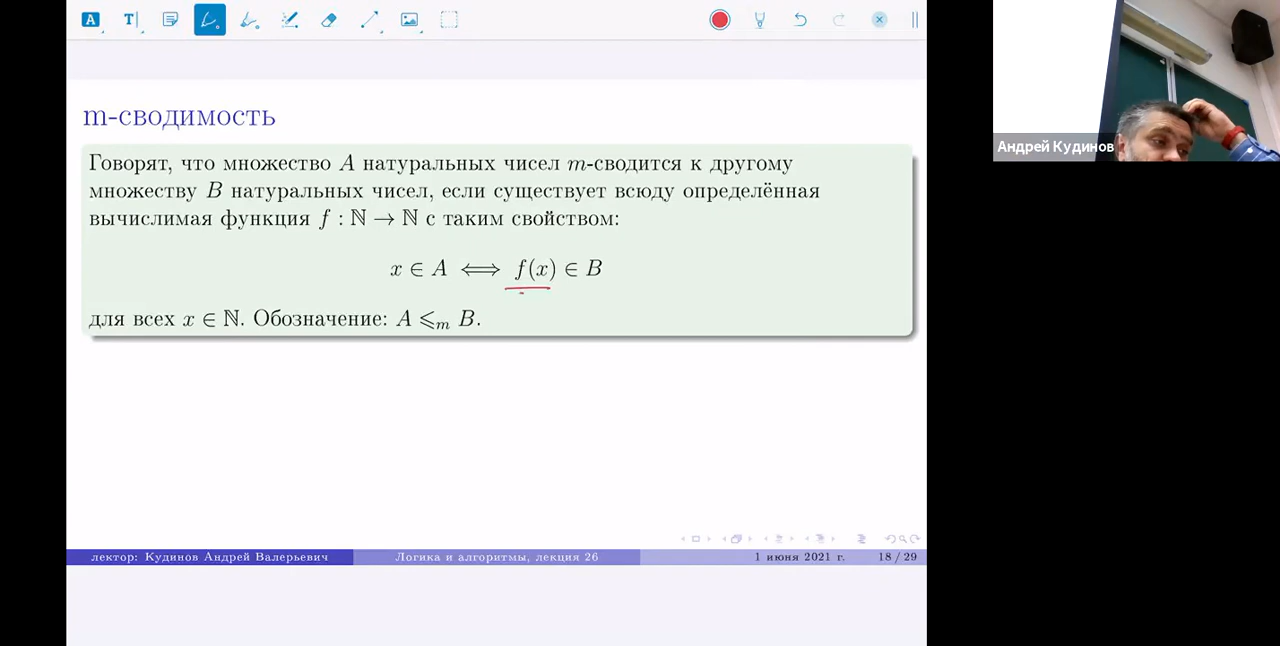 A T
m-сводимость
Говорят, что множество A натуральных чисел m-сводится к другому
множеству B натуральных чисел, если существует всюду определённая
вычислимая функция f : ℕ → ℕ с таким свойством:
x ∈ A ⟺ f(x) ∈ B
для всех x ∈ ℕ. Обозначение: A ⩽ₘ B.
лектор: Кудинов Андрей Валерьевич Логика и алгоритмы, лекция 26 1 июня 2021 г. 18 / 29
Андрей Кудинов